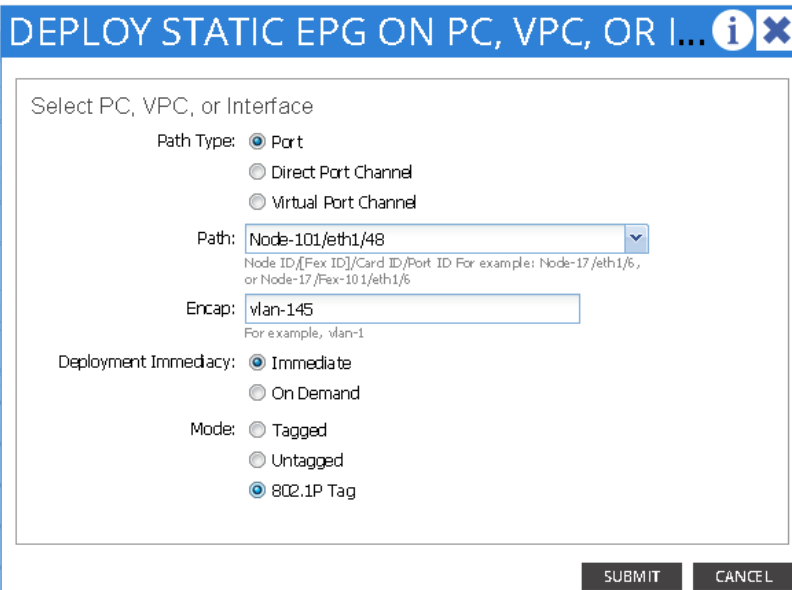 DEPLOY STATIC EPG ON PC, VPC, OR I...
Select PC, VPC, or Interface
Path Type: Port
Direct Port Channel
Virtual Port Channel
Path: Node-101/eth1/48
Node ID/[Fex ID]/Card ID/Port ID For example: Node-17/eth1/6,
or Node-17/Fex-101/eth1/6
Encap: vlan-145
For example, vlan-1
Deployment Immediacy: Immediate
On Demand
Mode: Tagged
Untagged
802.1P Tag
SUBMIT CANCEL